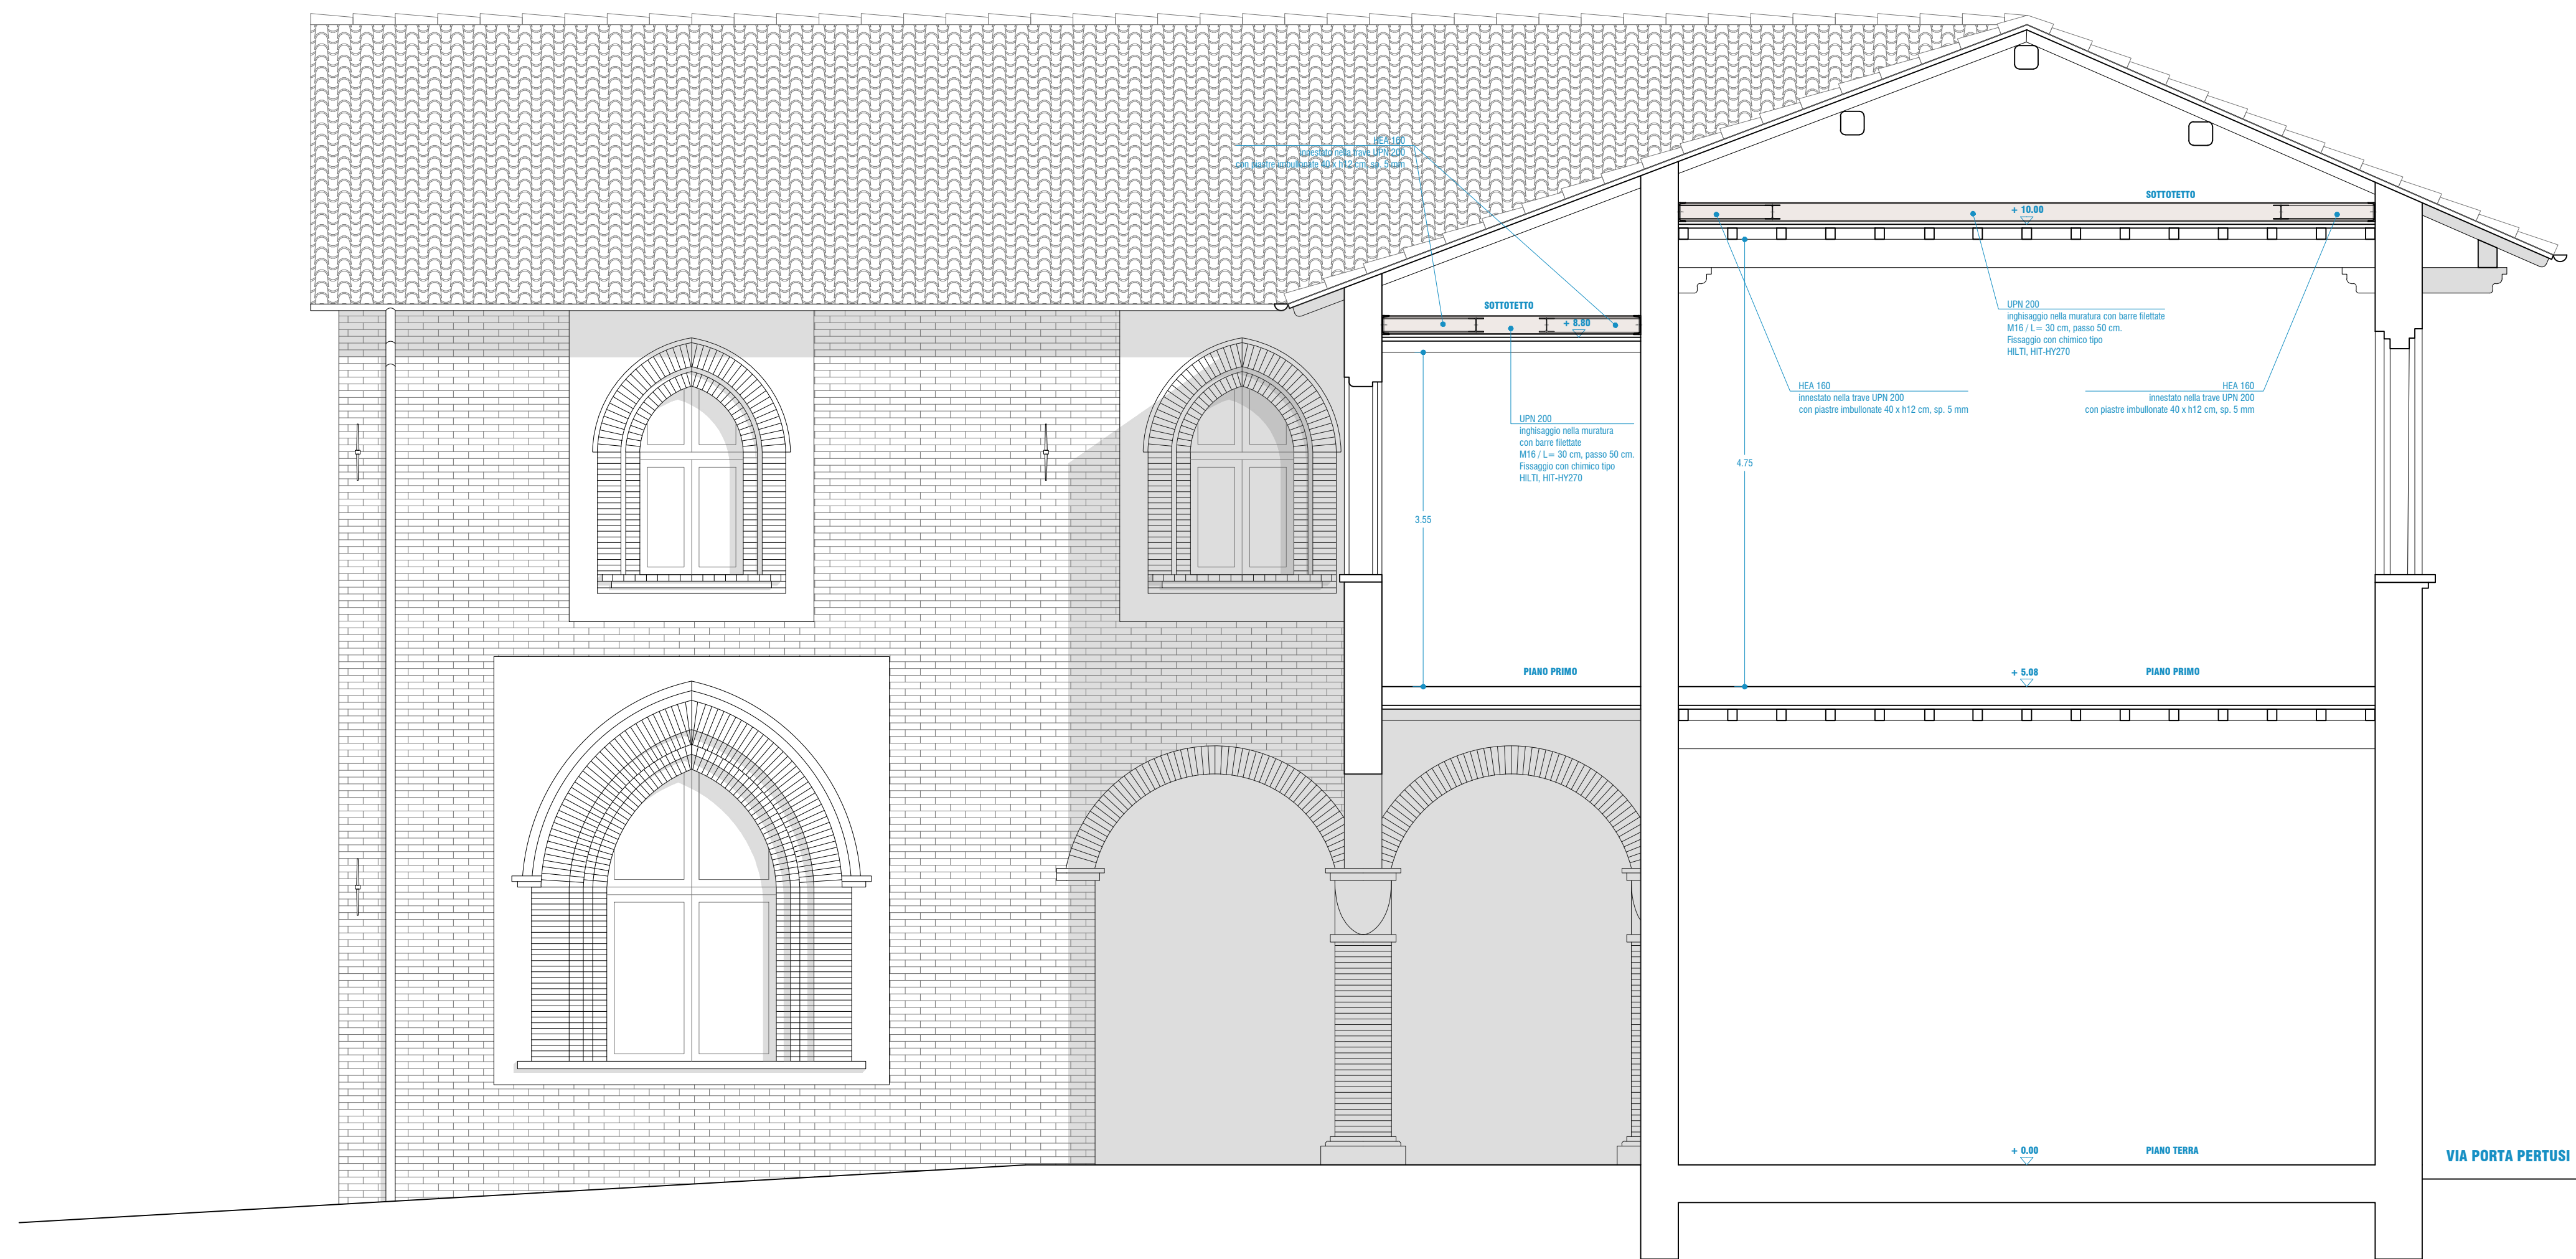 HEA 160
innestato nella trave UPN 200
con piastre imbullonate 40 x h12 cm, sp. 5 mm
SOTTOTETTO
+ 10.00
SOTTOTETTO
+ 8.80
UPN 200
inghisaggio nella muratura con barre filettate
M16 / L= 30 cm, passo 50 cm.
Fissaggio con chimico tipo
HILTI, HIT-HY270
HEA 160
innestato nella trave UPN 200
con piastre imbullonate 40 x h12 cm, sp. 5 mm
HEA 160
innestato nella trave UPN 200
con piastre imbullonate 40 x h12 cm, sp. 5 mm
UPN 200
inghisaggio nella muratura
con barre filettate
M16 / L= 30 cm, passo 50 cm.
Fissaggio con chimico tipo
HILTI, HIT-HY270
4.75
3.55
PIANO PRIMO
+ 5.08
PIANO PRIMO
+ 0.00
PIANO TERRA
VIA PORTA PERTUSI